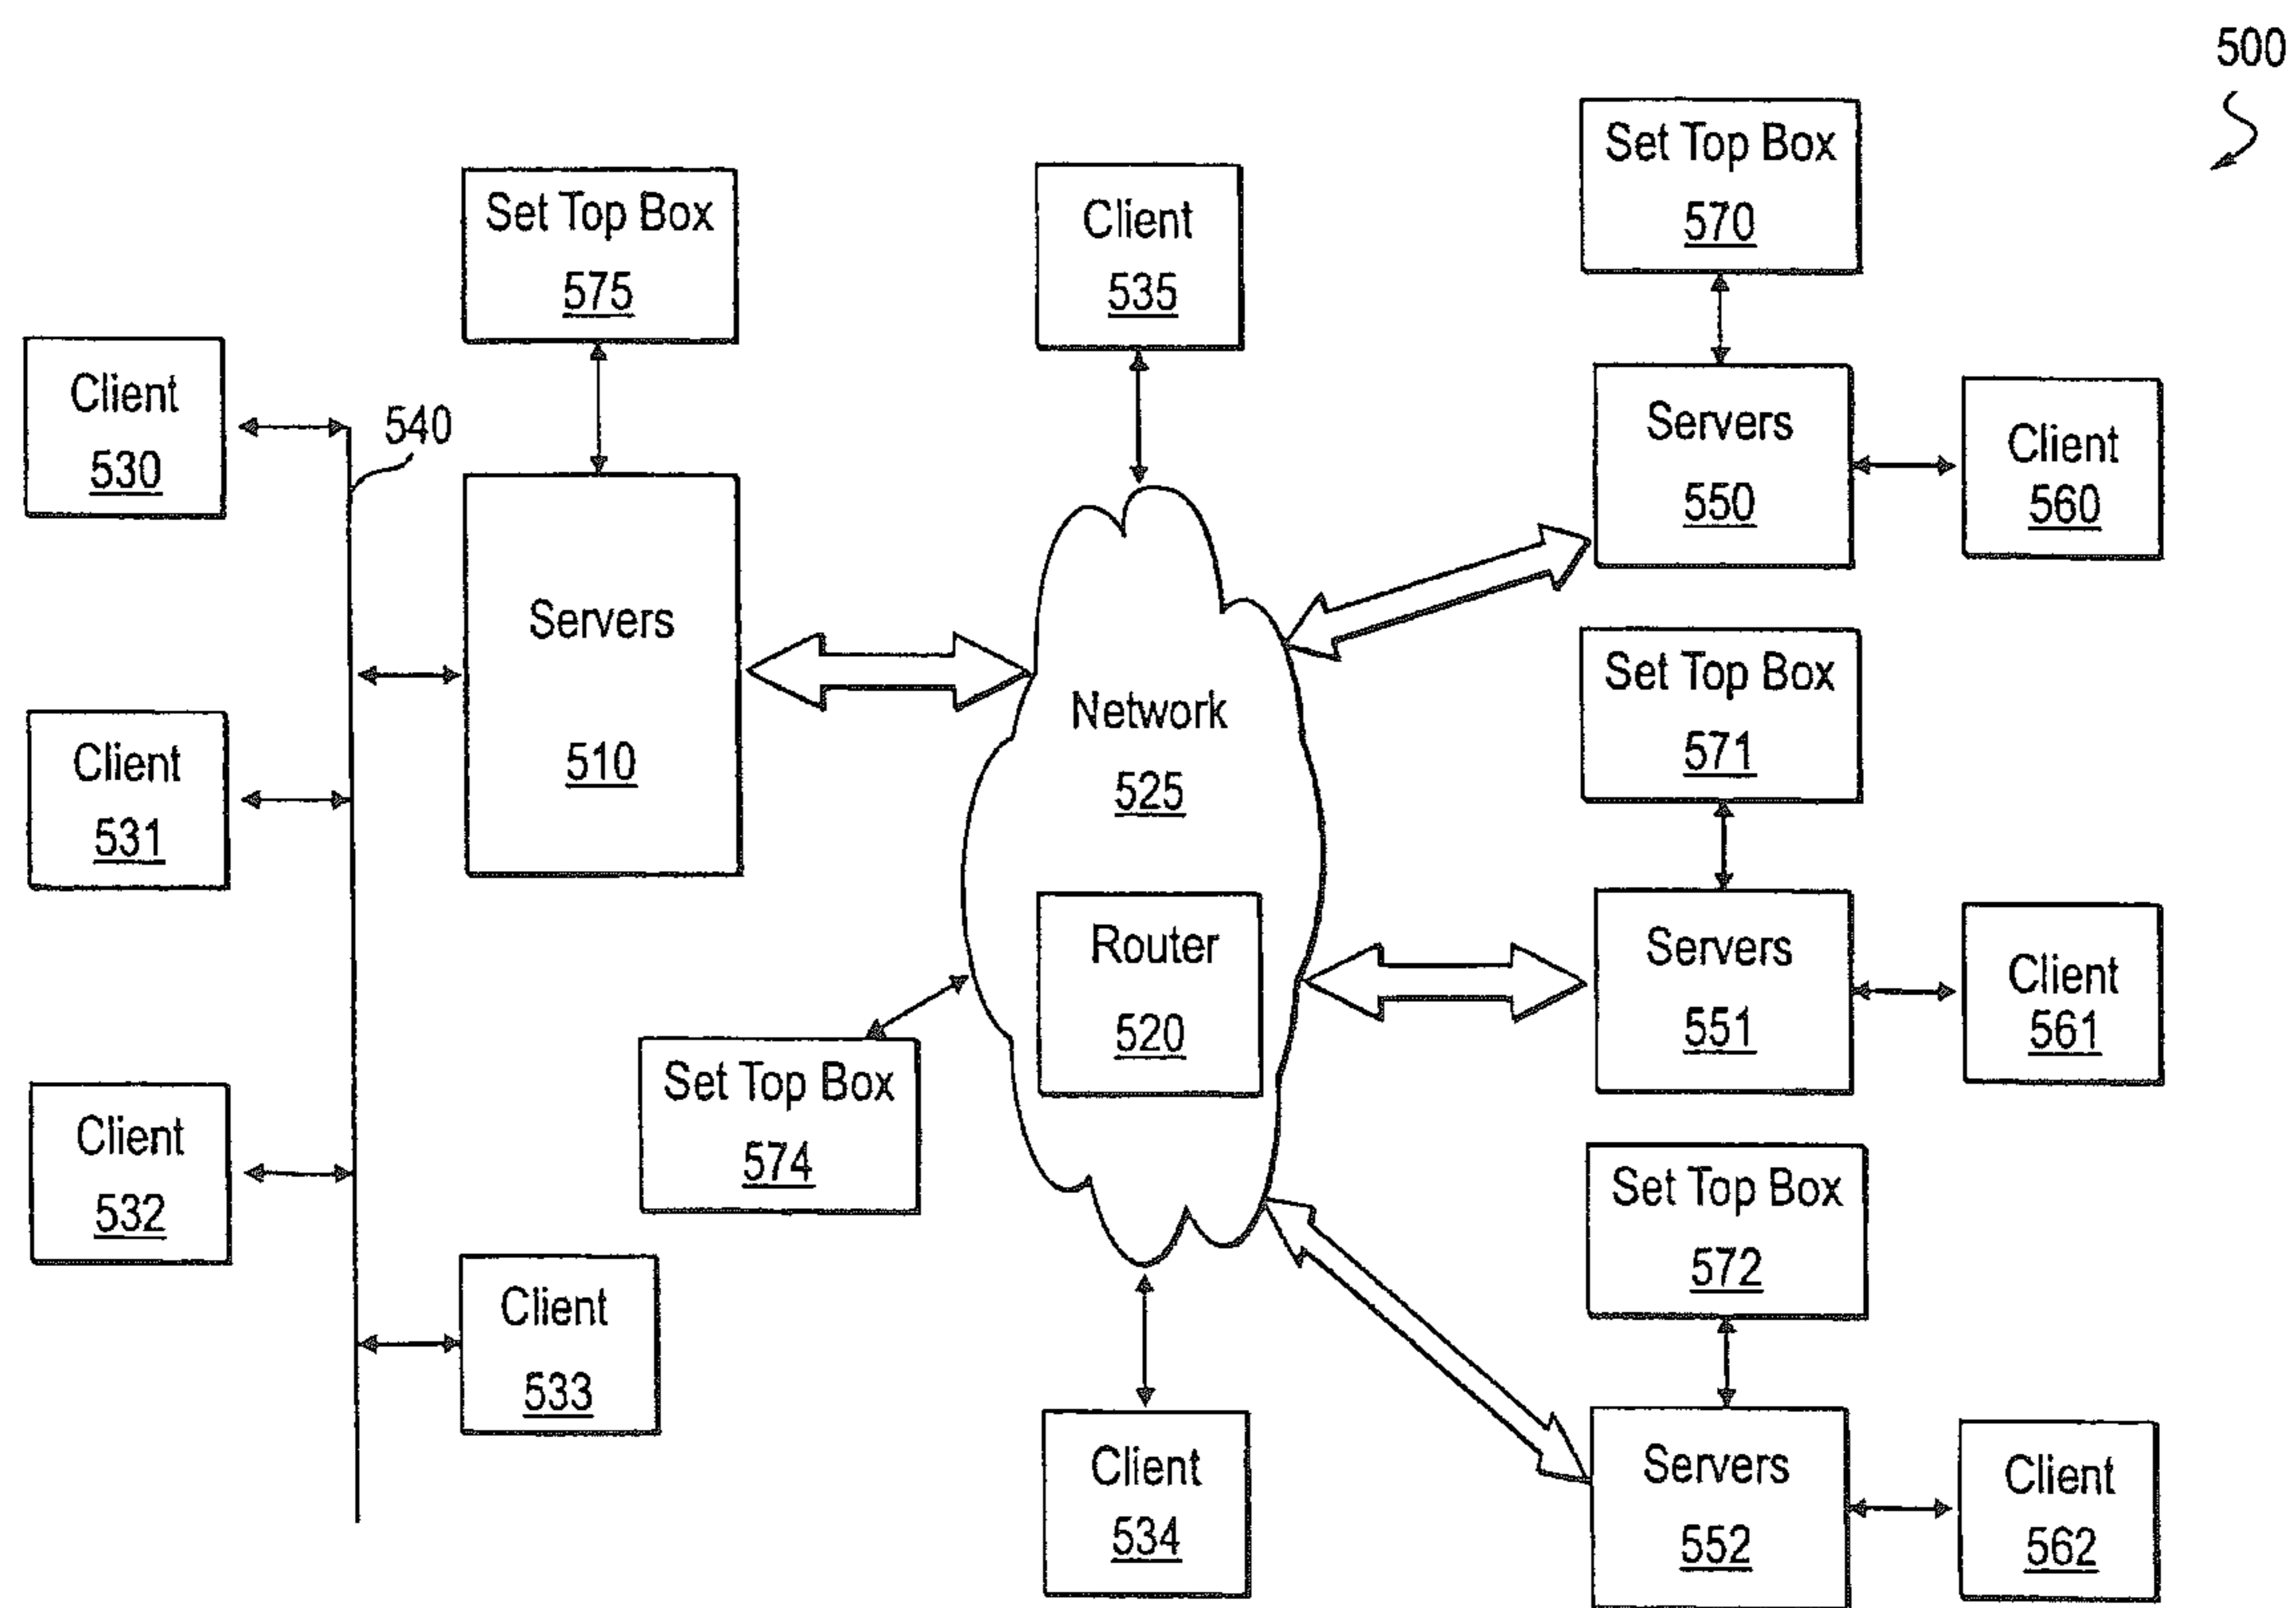 500
Set Top Box
570
Set Top Box
575
Client
535
Client
530
540
Servers
550
Client
560
Servers
510
Network
525
Set Top Box
571
Client
531
Router
520
Servers
551
Client
561
Set Top Box
574
Client
532
Set Top Box
572
Client
533
Client
534
Servers
552
Client
562